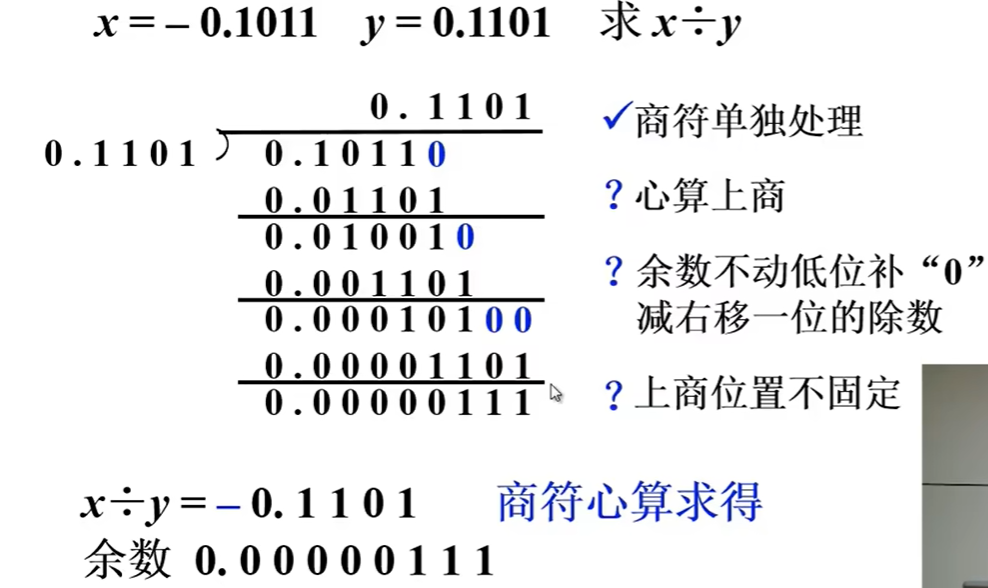 x = – 0.1011 y = 0.1101 求 x÷y
0.1101
0.1101 ) 0.10110
0.01101
0.010010
0.001101
0.00010100
0.00001101
0.00000111
✓商符单独处理
? 心算上商
? 余数不动低位补“0”
减右移一位的除数
? 上商位置不固定
x÷y = – 0.1101 商符心算求得
余数 0.00000111